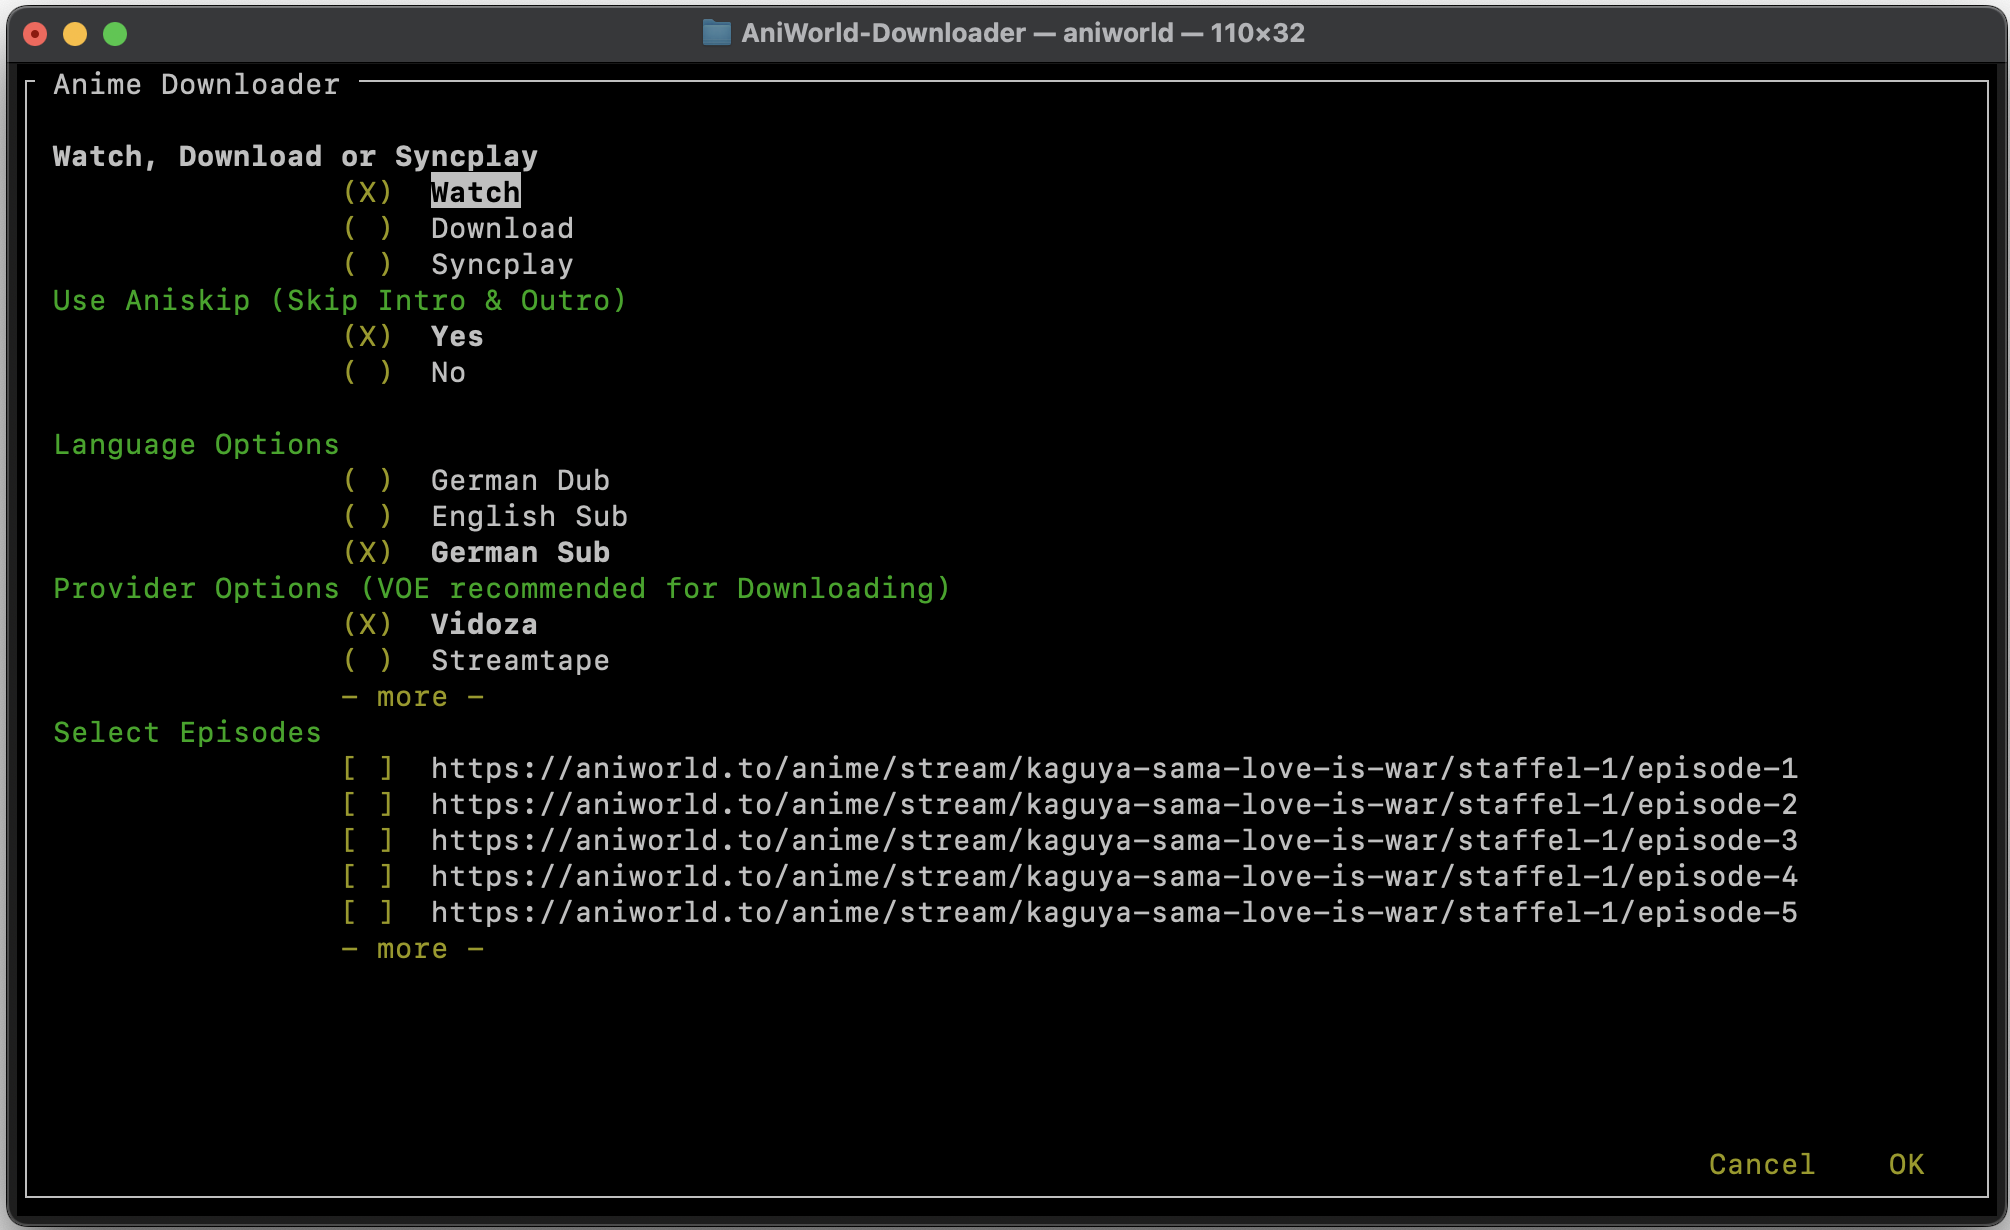 AniWorld-Downloader — aniworld — 110×32
Anime Downloader
Watch, Download or Syncplay
(X) Watch
( ) Download
( ) Syncplay
Use Aniskip (Skip Intro & Outro)
(X) Yes
( ) No
Language Options
( ) German Dub
( ) English Sub
(X) German Sub
Provider Options (VOE recommended for Downloading)
(X) Vidoza
( ) Streamtape
- more -
Select Episodes
[ ] https://aniworld.to/anime/stream/kaguya-sama-love-is-war/staffel-1/episode-1
[ ] https://aniworld.to/anime/stream/kaguya-sama-love-is-war/staffel-1/episode-2
[ ] https://aniworld.to/anime/stream/kaguya-sama-love-is-war/staffel-1/episode-3
[ ] https://aniworld.to/anime/stream/kaguya-sama-love-is-war/staffel-1/episode-4
[ ] https://aniworld.to/anime/stream/kaguya-sama-love-is-war/staffel-1/episode-5
- more -
Cancel OK